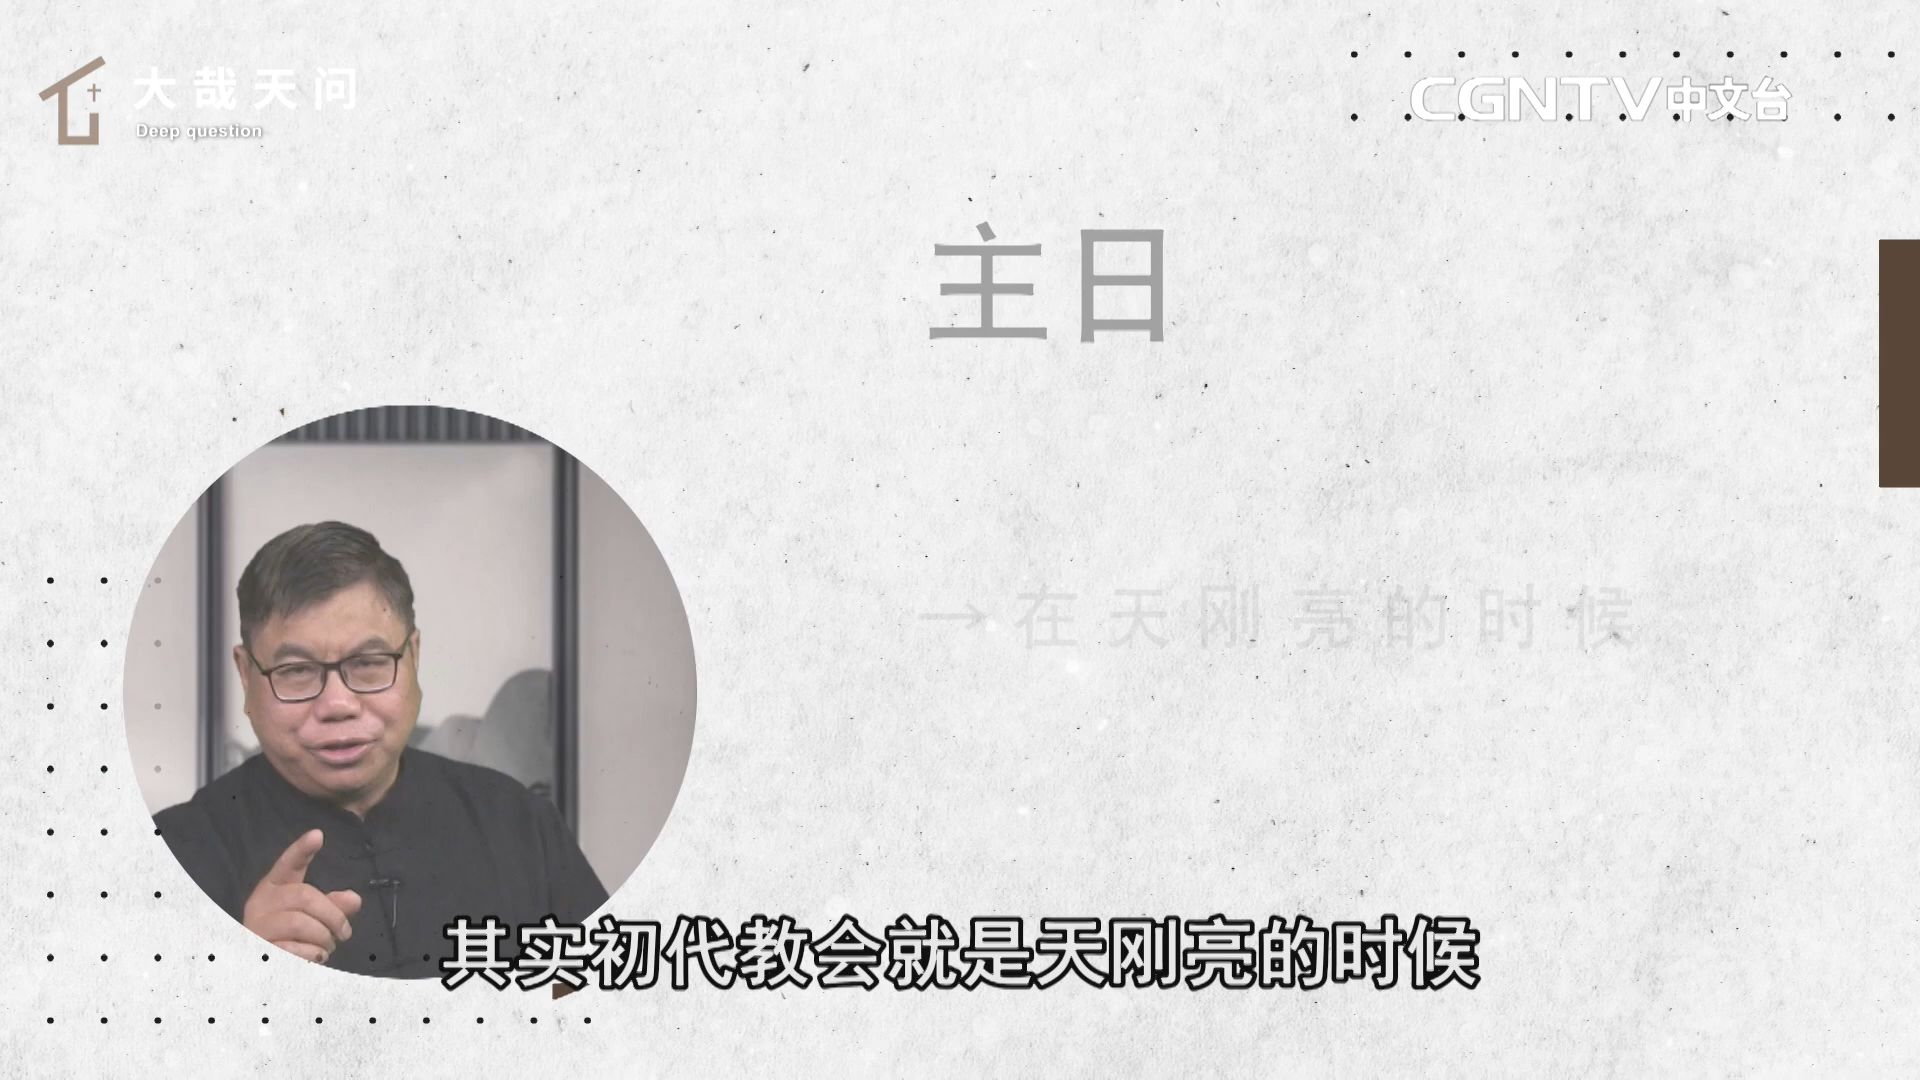 大哉天问
Deep question
CGNTV中文台
主日
→在天刚亮的时候
其实初代教会就是天刚亮的时候